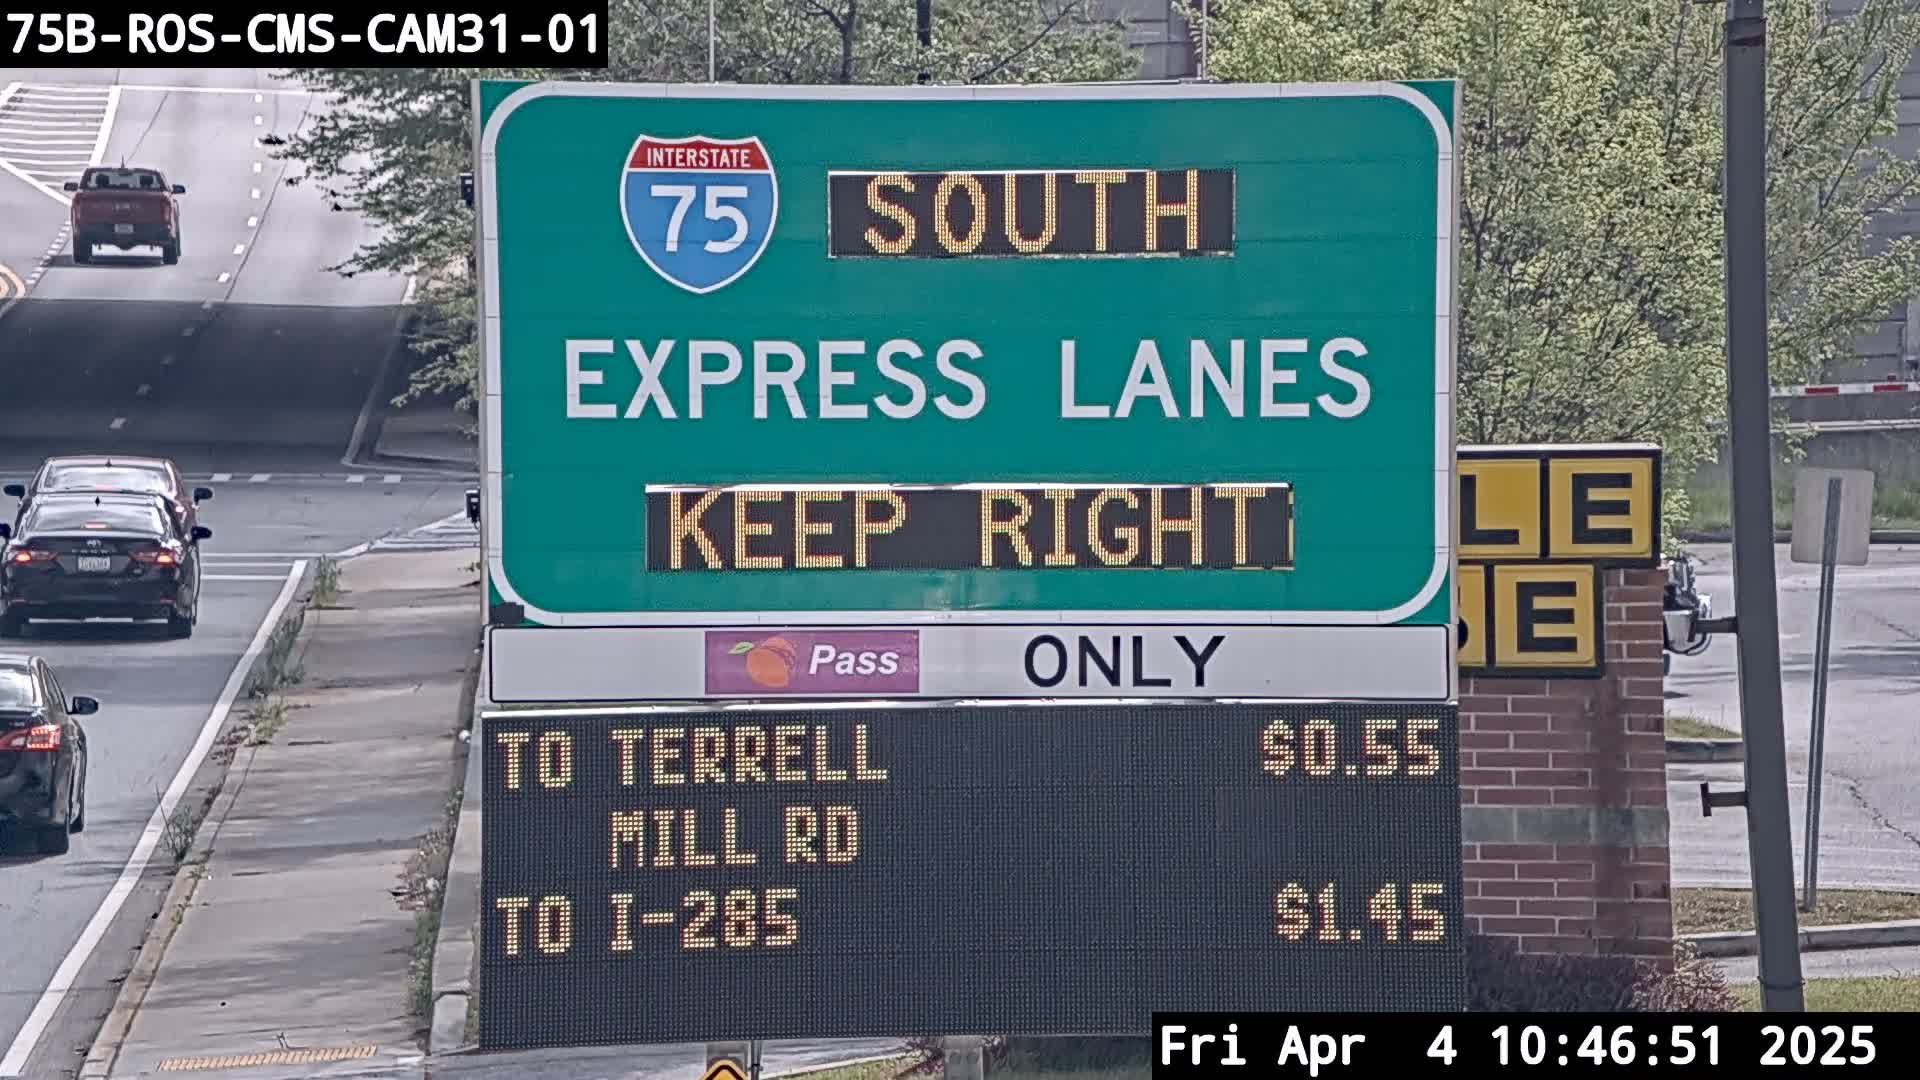 75B-ROS-CMS-CAM31-01
INTERSTATE
75
SOUTH
EXPRESS LANES
KEEP RIGHT
Pass ONLY
TO TERRELL $0.55
MILL RD
TO I-285 $1.45
LE
E
Fri Apr 4 10:46:51 2025